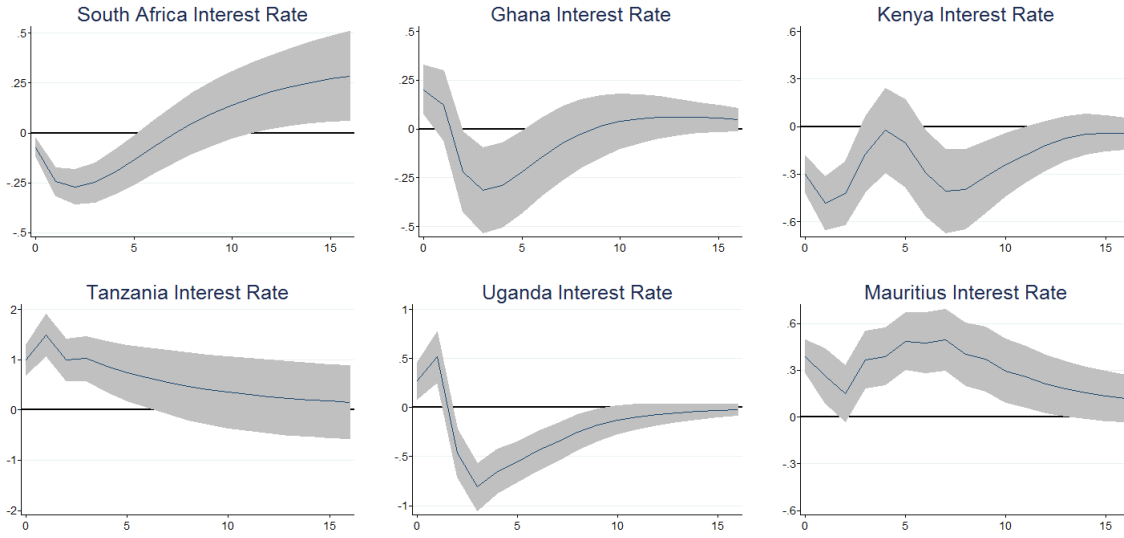 South Africa Interest Rate
.5
.25
0
-.25
-.5
0 5 10 15
Ghana Interest Rate
.5
.25
0
-.25
-.5
0 5 10 15
Kenya Interest Rate
.6
.3
0
-.3
-.6
0 5 10 15
Tanzania Interest Rate
2
1
0
-1
-2
0 5 10 15
Uganda Interest Rate
1
.5
0
-.5
-1
0 5 10 15
Mauritius Interest Rate
.6
.3
0
-.3
-.6
0 5 10 15